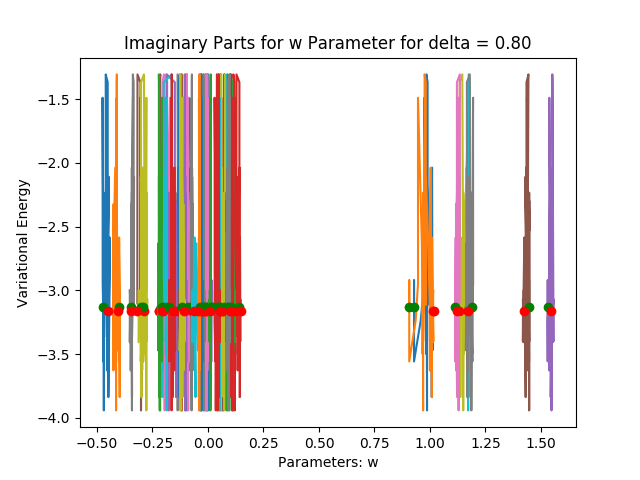 Imaginary Parts for w Parameter for delta = 0.80
Variational Energy
−1.5
−2.0
−2.5
−3.0
−3.5
−4.0
−0.50 −0.25 0.00 0.25 0.50 0.75 1.00 1.25 1.50
Parameters: w